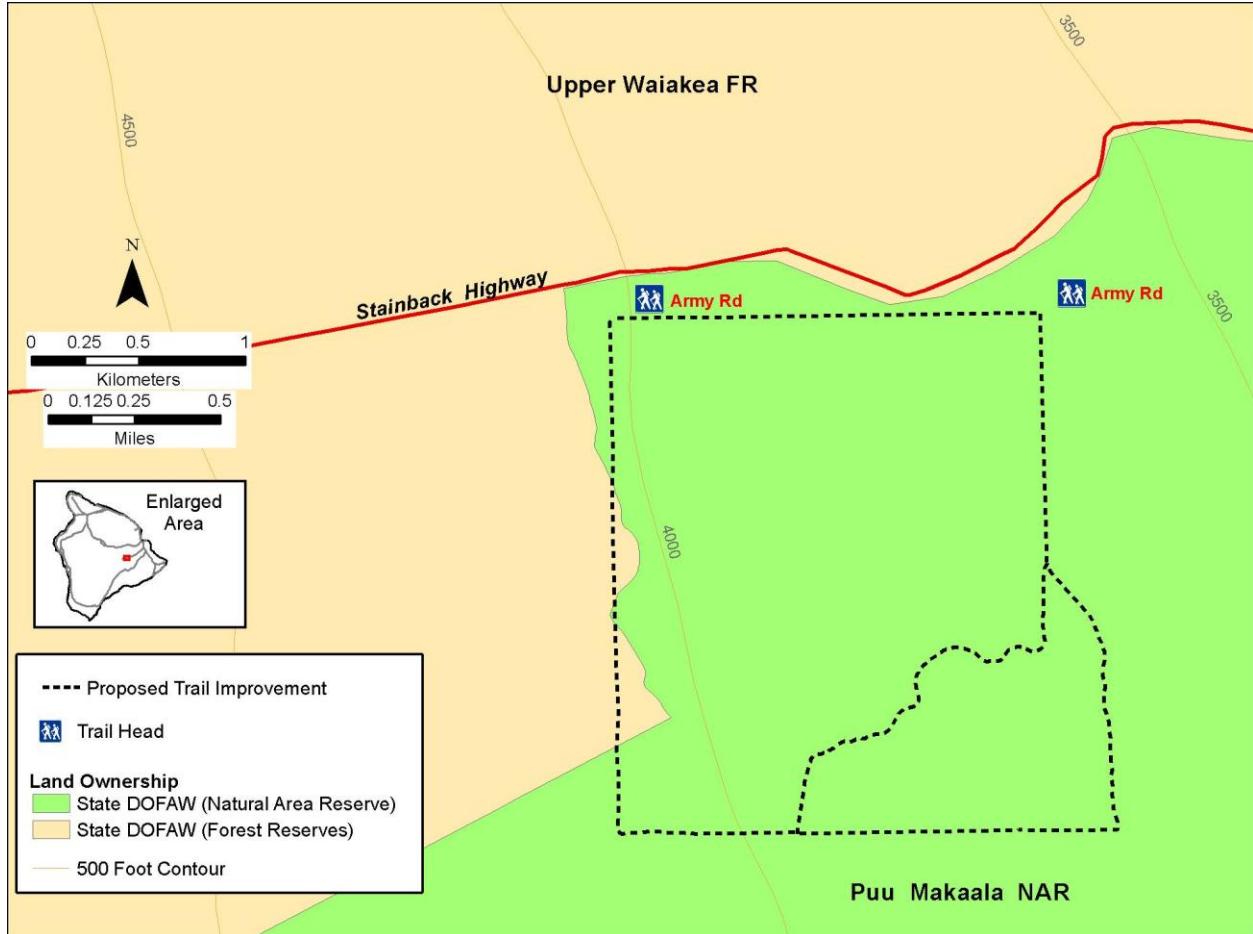 3500
Upper Waiakea FR
4500
N
Stainback Highway
Army Rd
Army Rd
3500
0 0.25 0.5 1
Kilometers
0 0.125 0.25 0.5
Miles
Enlarged
Area
4000
Proposed Trail Improvement
Trail Head
Land Ownership
State DOFAW (Natural Area Reserve)
State DOFAW (Forest Reserves)
500 Foot Contour
Puu Makaala NAR